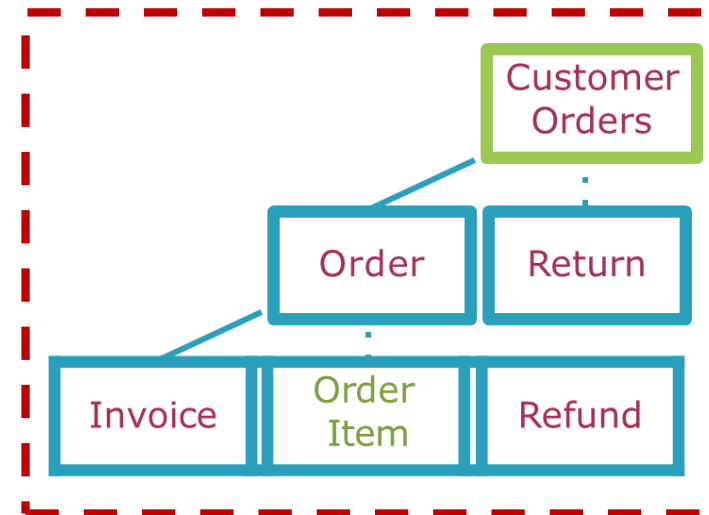 Customer
Orders
Order
Return
Invoice
Order
Item
Refund